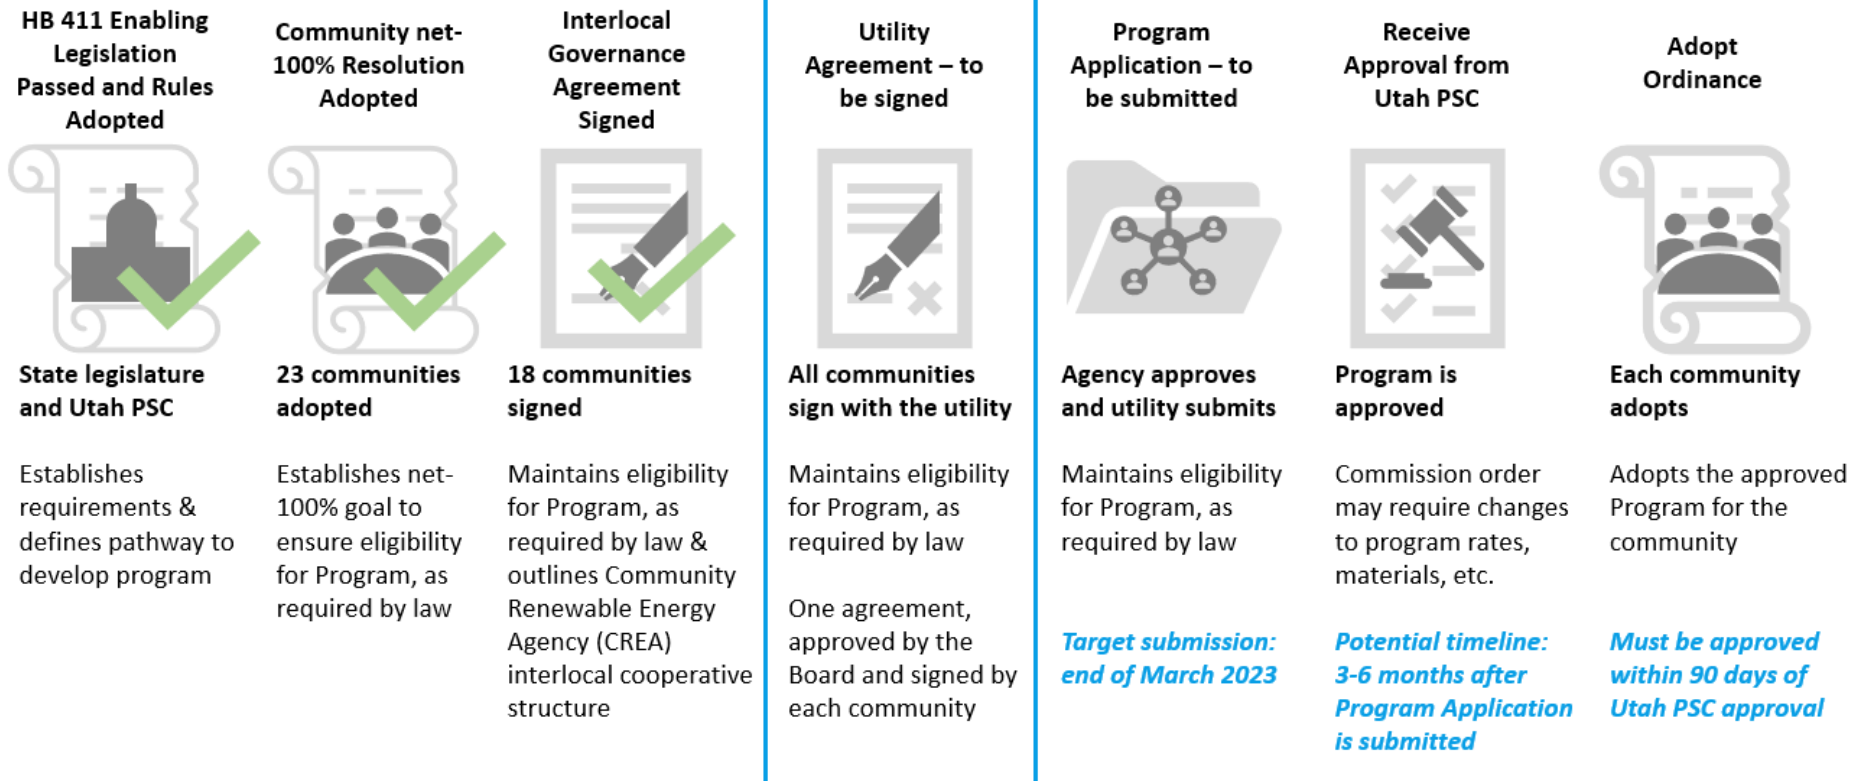 HB 411 Enabling
Legislation
Passed and Rules
Adopted
State legislature
and Utah PSC
Establishes
requirements &
defines pathway to
develop program
Community net-
100% Resolution
Adopted
23 communities
adopted
Establishes net-
100% goal to
ensure eligibility
for Program, as
required by law
Interlocal
Governance
Agreement
Signed
18 communities
signed
Maintains eligibility
for Program, as
required by law &
outlines Community
Renewable Energy
Agency (CREA)
interlocal cooperative
structure
Utility
Agreement – to
be signed
All communities
sign with the utility
Maintains eligibility
for Program, as
required by law
One agreement,
approved by the
Board and signed by
each community
Program
Application – to
be submitted
Agency approves
and utility submits
Maintains eligibility
for Program, as
required by law
Target submission:
end of March 2023
Receive
Approval from
Utah PSC
Program is
approved
Commission order
may require changes
to program rates,
materials, etc.
Potential timeline:
3-6 months after
Program Application
is submitted
Adopt
Ordinance
Each community
adopts
Adopts the approved
Program for the
community
Must be approved
within 90 days of
Utah PSC approval